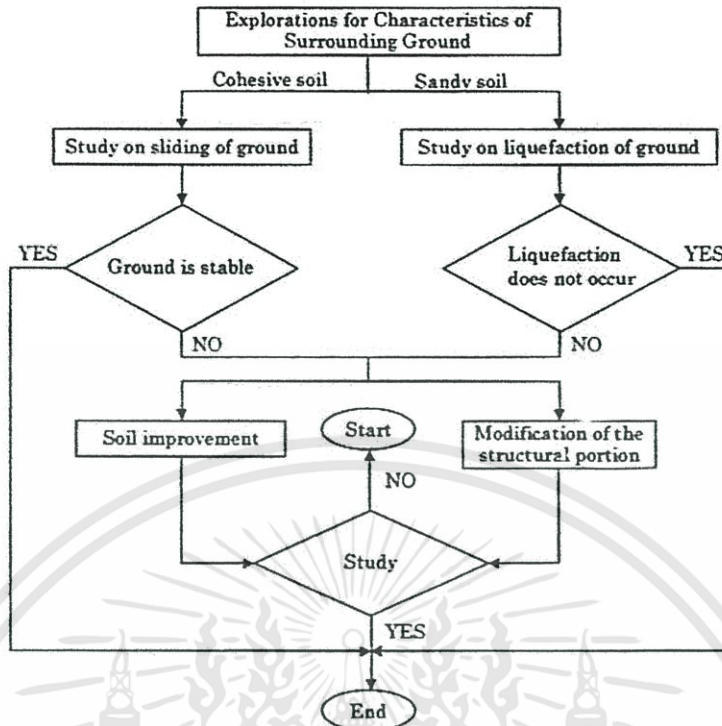 Explorations for Characteristics of
Surrounding Ground
Cohesive soil
Sandy soil
Study on sliding of ground
Study on liquefaction of ground
YES
Ground is stable
Liquefaction
does not occur
YES
NO
NO
Soil improvement
Start
Modification of the
structural portion
NO
Study
YES
End